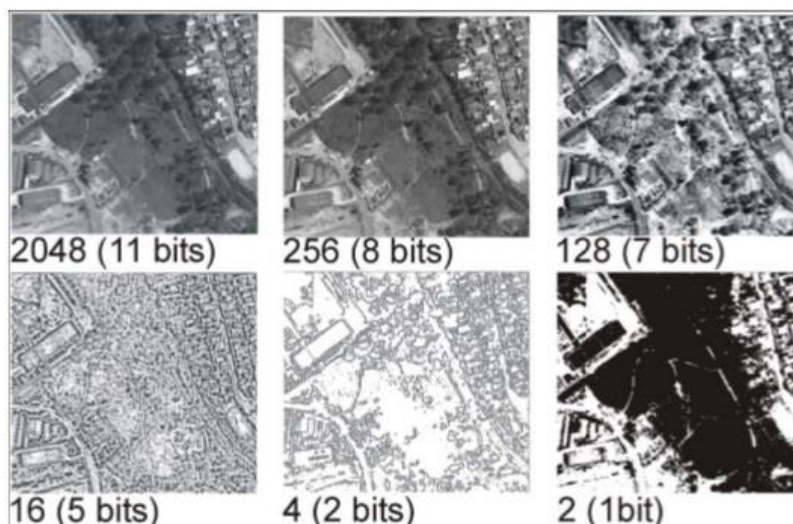 2048 (11 bits)
256 (8 bits)
128 (7 bits)
16 (5 bits)
4 (2 bits)
2 (1bit)